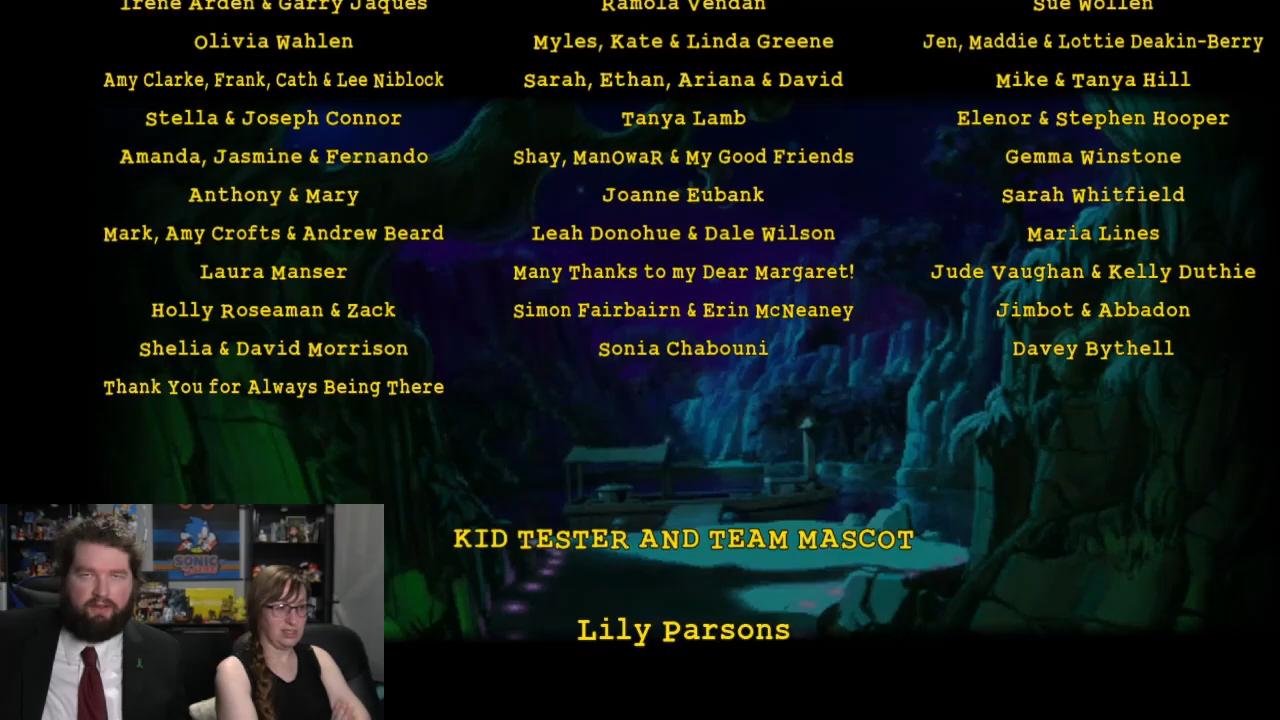 Irene Arden & Garry Jaques
Olivia Wahlen
Amy Clarke, Frank, Cath & Lee Niblock
Stella & Joseph Connor
Amanda, Jasmine & Fernando
Anthony & Mary
Mark, Amy Crofts & Andrew Beard
Laura Manser
Holly Roseman & Zack
Shelia & David Morrison
Thank You for Always Being There
Ramola Vendan
Myles, Kate & Linda Greene
Sarah, Ethan, Ariana & David
Tanya Lamb
Shay, ManOwaR & My Good Friends
Joanne Eubank
Leah Donohue & Dale Wilson
Many Thanks to my Dear Margaret!
Simon Fairbairn & Erin McNeaney
Sonia Chabouni
Sue Wollen
Jen, Maddie & Lottie Deakin-Berry
Mike & Tanya Hill
Elenor & Stephen Hooper
Gemma Winstone
Sarah Whitfield
Maria Lines
Jude Vaughan & Kelly Duthie
Jimbot & Abbadon
Davey Bythell
KID TESTER AND TEAM MASCOT
Lily Parsons
SONIC